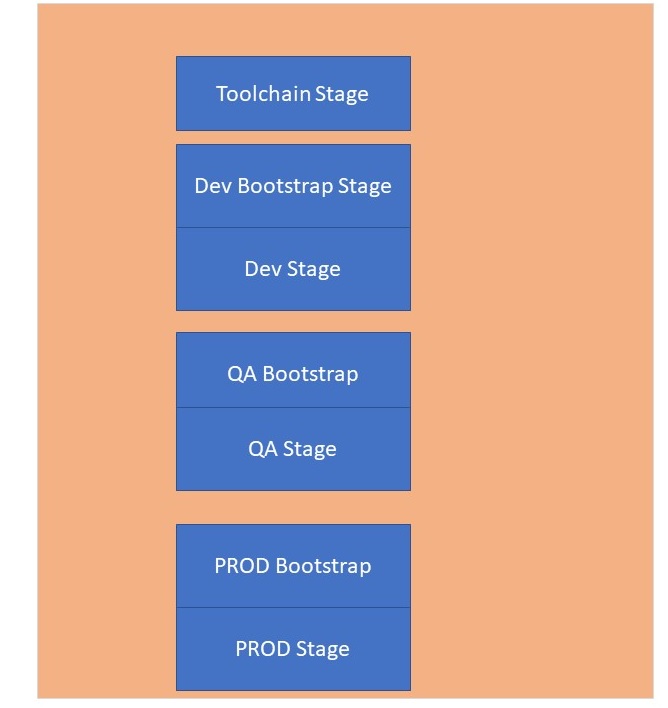 Toolchain Stage
Dev Bootstrap Stage
Dev Stage
QA Bootstrap
QA Stage
PROD Bootstrap
PROD Stage